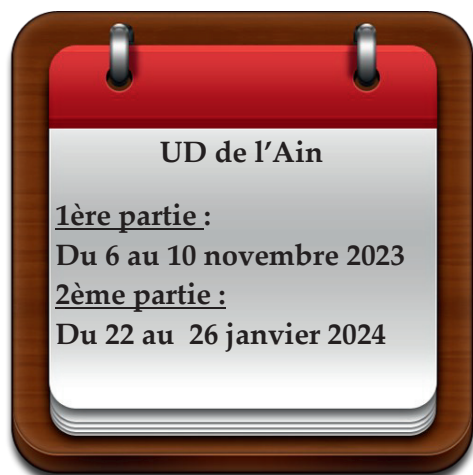 UD de l’Ain
1ère partie :
Du 6 au 10 novembre 2023
2ème partie :
Du 22 au  26 janvier 2024